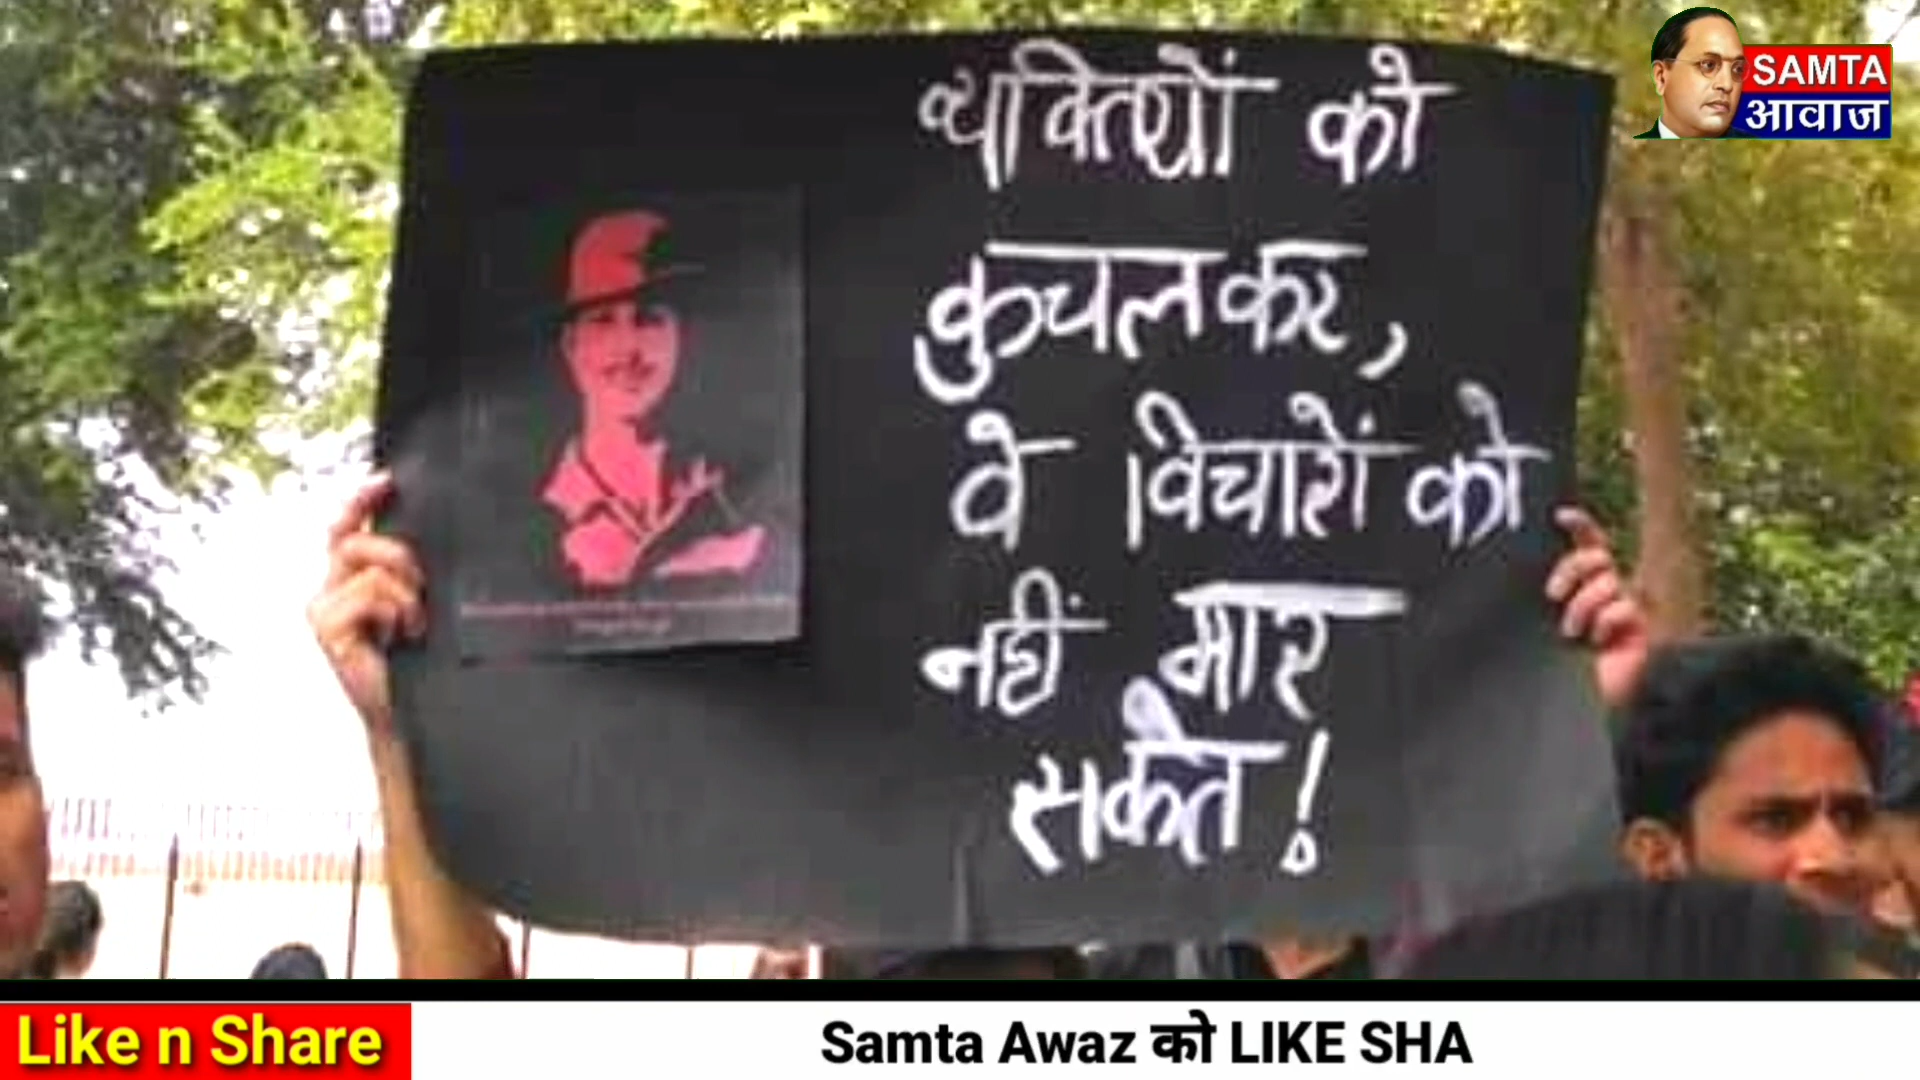 व्यक्तियों को
कुचलकर,
वे विचारों को
नहीं मार
सकते!
SAMTA
आवाज
Like n Share
Samta Awaz को LIKE SHA